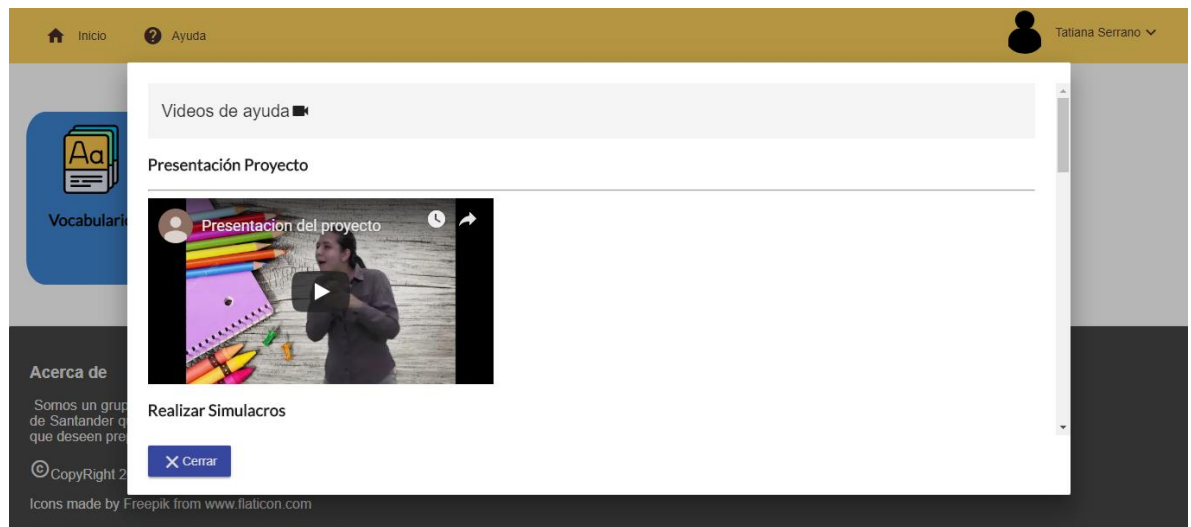 Inicio
Ayuda
Tatiana Serrano
Videos de ayuda
Presentación Proyecto
Aa
Vocabulario
Presentacion del proyecto
Realizar Simulacros
Cerrar
Acerca de
Somos un grup
de Santander q
que deseen pre
©CopyRight 2
Icons made by Freepik from www.flaticon.com